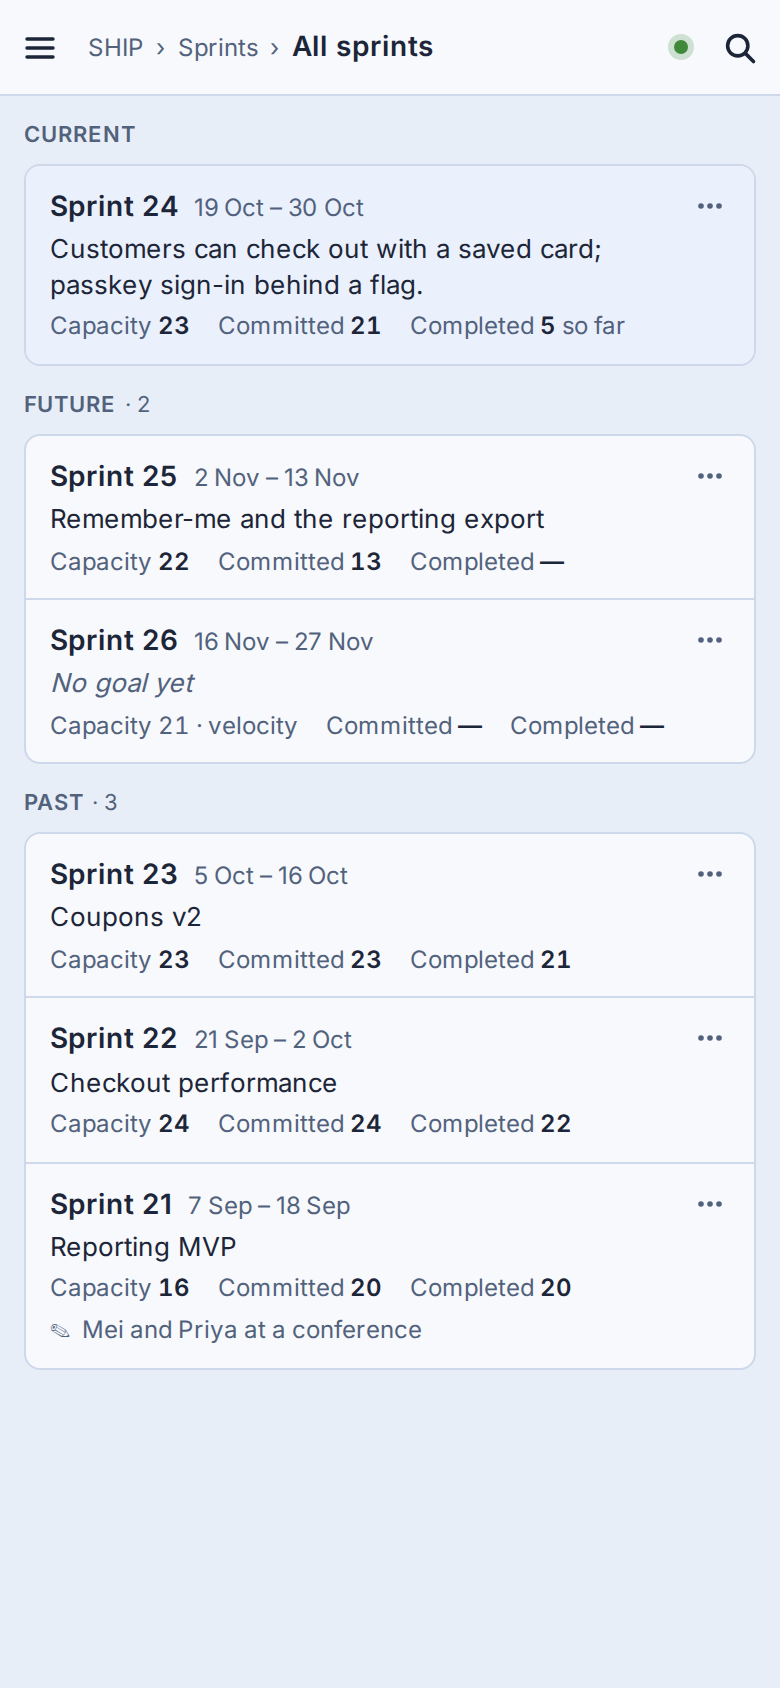 SHIP › Sprints › All sprints
CURRENT
Sprint 24 19 Oct – 30 Oct
Customers can check out with a saved card;
passkey sign-in behind a flag.
Capacity 23 Committed 21 Completed 5 so far
FUTURE · 2
Sprint 25 2 Nov – 13 Nov
Remember-me and the reporting export
Capacity 22 Committed 13 Completed —
Sprint 26 16 Nov – 27 Nov
No goal yet
Capacity 21 · velocity Committed — Completed —
PAST · 3
Sprint 23 5 Oct – 16 Oct
Coupons v2
Capacity 23 Committed 23 Completed 21
Sprint 22 21 Sep – 2 Oct
Checkout performance
Capacity 24 Committed 24 Completed 22
Sprint 21 7 Sep – 18 Sep
Reporting MVP
Capacity 16 Committed 20 Completed 20
✎ Mei and Priya at a conference